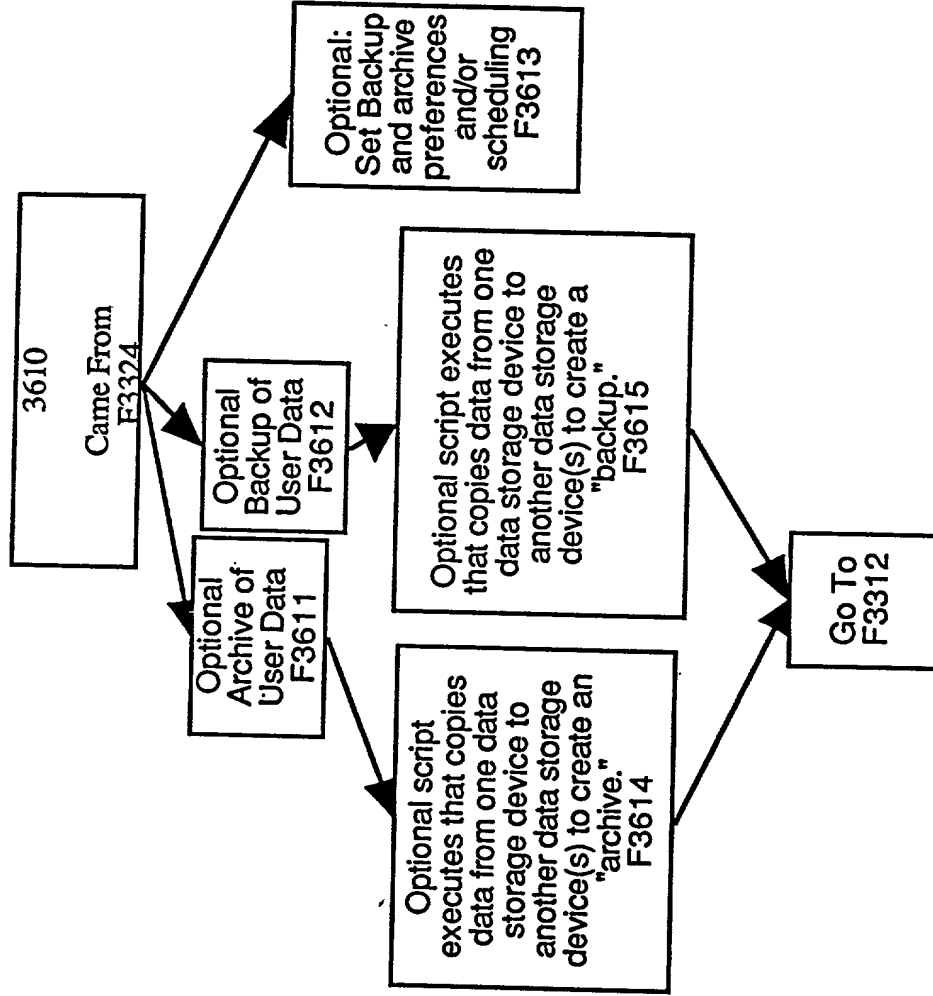 3610
Came From
F3324
Optional
Archive of
User Data
F3611
Optional
Backup of
User Data
F3612
Optional:
Set Backup
and archive
preferences
and/or
scheduling
F3613
Optional script
executes that copies
data from one data
storage device to
another data storage
device(s) to create an
"archive."
F3614
Optional script executes
that copies data from one
data storage device to
another data storage
device(s) to create a
"backup."
F3615
Go To
F3312